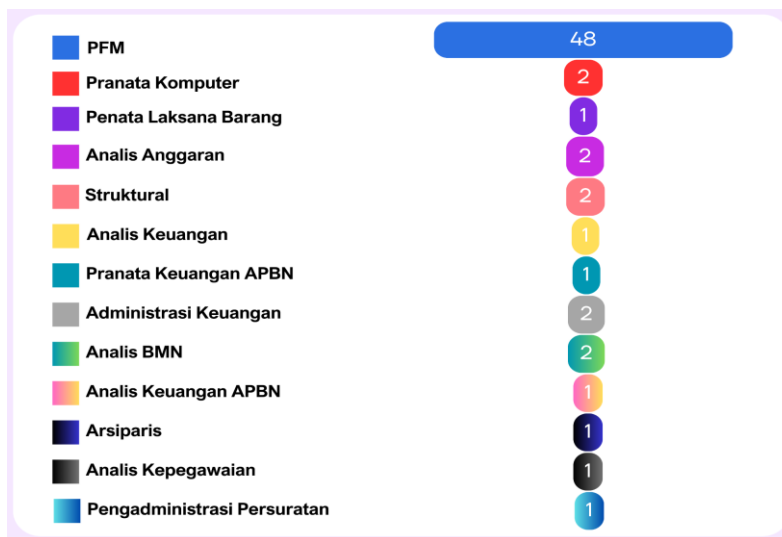 PFM 48
Pranata Komputer 2
Penata Laksana Barang 1
Analis Anggaran 2
Struktural 2
Analis Keuangan 1
Pranata Keuangan APBN 1
Administrasi Keuangan 2
Analis BMN 2
Analis Keuangan APBN 1
Arsiparis 1
Analis Kepegawaian 1
Pengadministrasi Persuratan 1